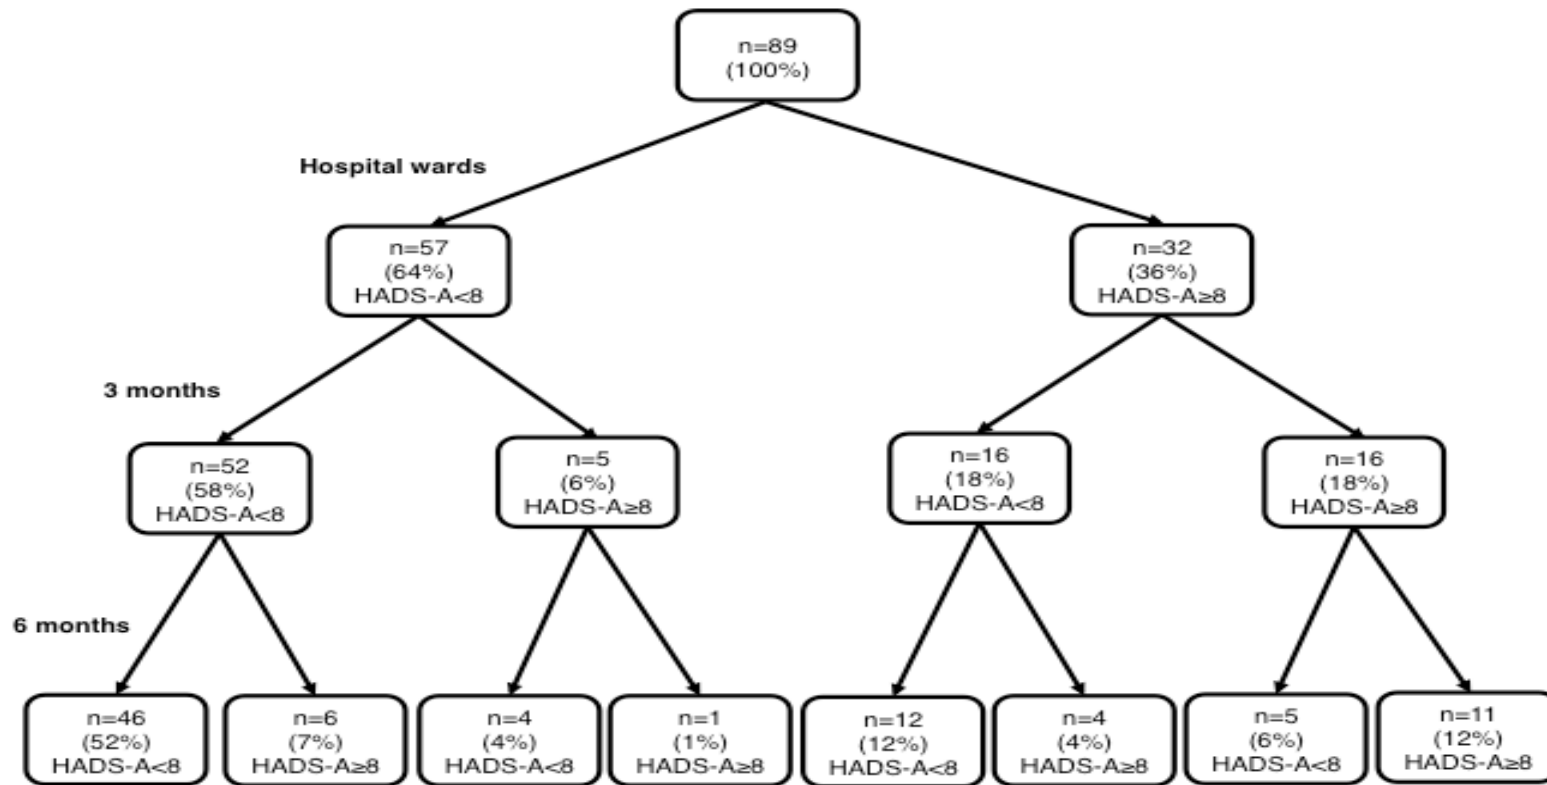 n=89
(100%)
Hospital wards
n=57
(64%)
HADS-A<8
n=32
(36%)
HADS-A≥8
3 months
n=52
(58%)
HADS-A<8
n=5
(6%)
HADS-A≥8
n=16
(18%)
HADS-A<8
n=16
(18%)
HADS-A≥8
6 months
n=46
(52%)
HADS-A<8
n=6
(7%)
HADS-A≥8
n=4
(4%)
HADS-A<8
n=1
(1%)
HADS-A≥8
n=12
(12%)
HADS-A<8
n=4
(4%)
HADS-A≥8
n=5
(6%)
HADS-A<8
n=11
(12%)
HADS-A≥8